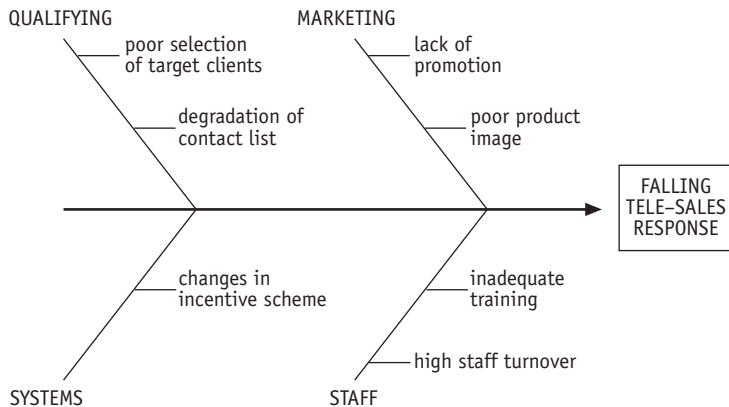 QUALIFYING
MARKETING
poor selection
of target clients
lack of
promotion
degradation of
contact list
poor product
image
FALLING
TELE–SALES
RESPONSE
changes in
incentive scheme
inadequate
training
high staff turnover
SYSTEMS
STAFF